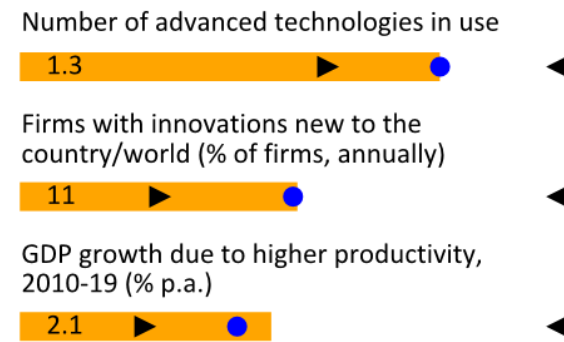 Number of advanced technologies in use
1.3
Firms with innovations new to the
country/world (% of firms, annually)
11
GDP growth due to higher productivity,
2010-19 (% p.a.)
2.1